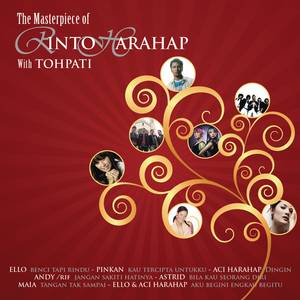 The Masterpiece of
RINTO HARAHAP
With TOHPATI
ELLO BENCI TAPI RINDU - PINKAN KAU TERCIPTA UNTUKKU - ACI HARAHAP DINGIN
ANDY /RIF JANGAN SAKITI HATINYA - ASTRID BILA KAU SEORANG DIRI
MAIA TANGAN TAK SAMPAI - ELLO & ACI HARAHAP AKU BEGINI ENGKAU BEGITU